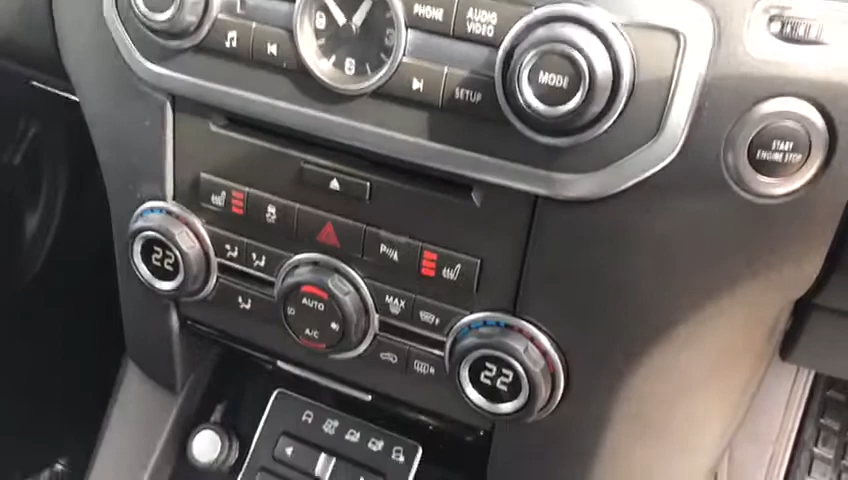 PHONE
AUDIO
VIDEO
MODE
SETUP
START
ENGINE STOP
22
AUTO
A/C
MAX
F
R
22